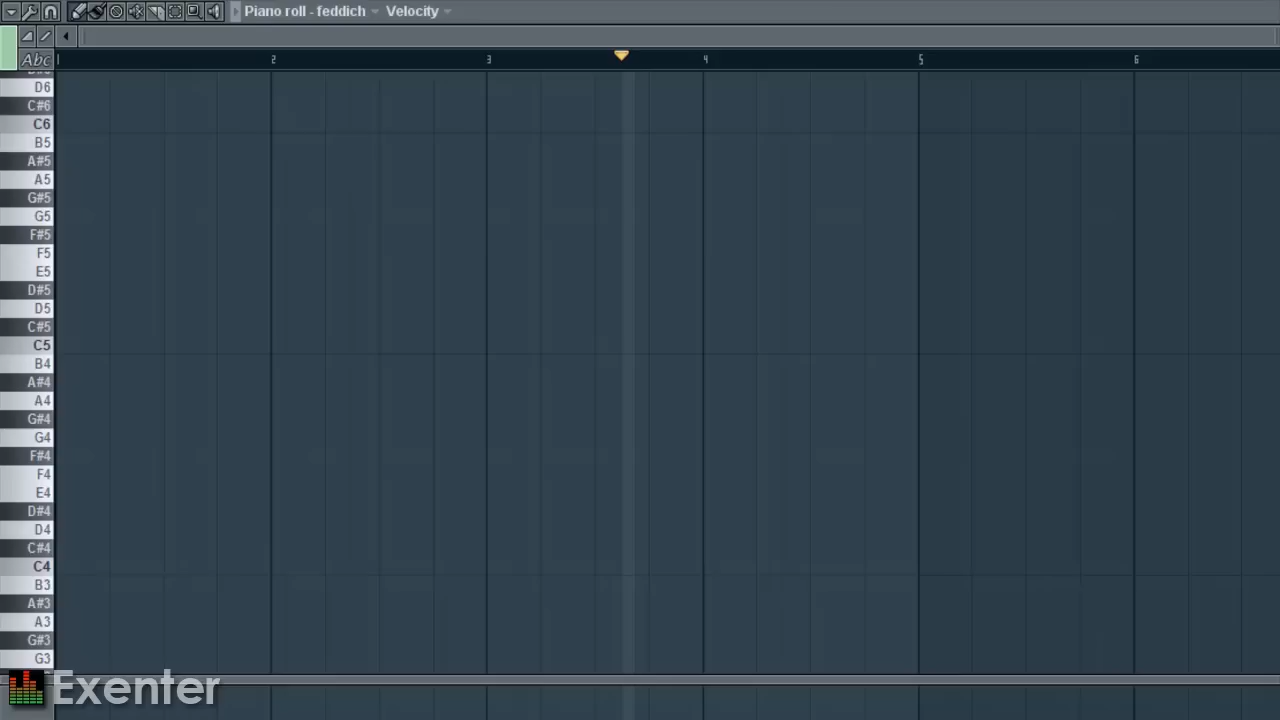 Piano roll - feddich Velocity
Abc 1 2 3 4 5 6
D6
C#6
C6
B5
A#5
A5
G#5
G5
F#5
F5
E5
D#5
D5
C#5
C5
B4
A#4
A4
G#4
G4
F#4
F4
E4
D#4
D4
C#4
C4
B3
A#3
A3
G#3
G3
Exenter